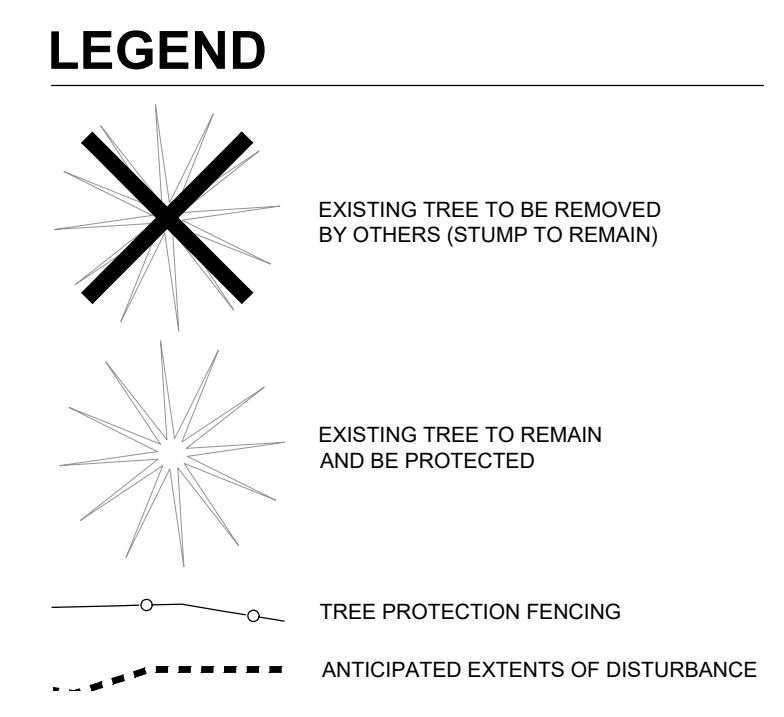 LEGEND
EXISTING TREE TO BE REMOVED
BY OTHERS (STUMP TO REMAIN)
EXISTING TREE TO REMAIN
AND BE PROTECTED
TREE PROTECTION FENCING
ANTICIPATED EXTENTS OF DISTURBANCE